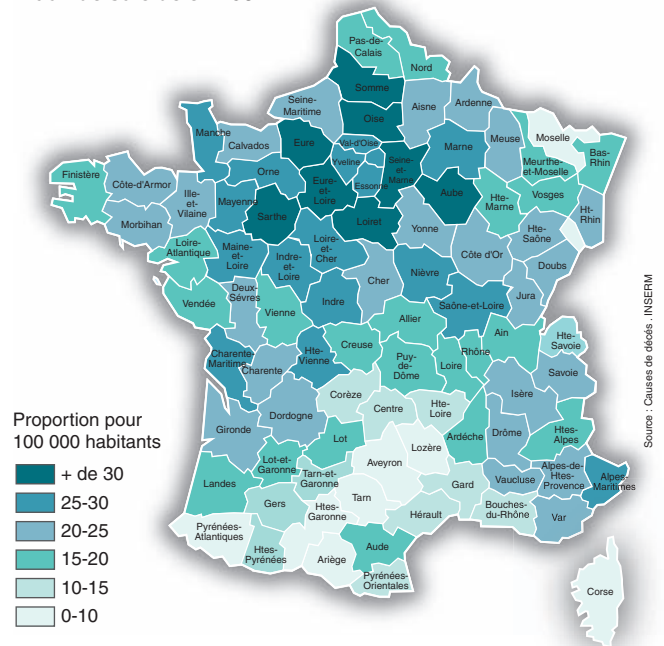 Pas-de-
Calais
Nord
Somme
Seine-
Maritime
Aisne
Ardenne
Oise
Manche
Calvados
Eure
Val-d'Oise
Marne
Meuse
Moselle
Bas-
Rhin
Meurthe-
et-Moselle
Finistère
Côte-d'Armor
Orne
Yveline
Seine-
et-Marne
Essonne
Eure-
et-
Loire
Aube
Hte-
Marne
Vosges
Ht-
Rhin
Ille-
et-
Vilaine
Mayenne
Morbihan
Sarthe
Loiret
Yonne
Hte-
Saône
Loire-
Atlantique
Maine-
et-
Loire
Loire-
et-
Cher
Indre-
et-
Loire
Côte d'Or
Doubs
Nièvre
Cher
Jura
Deux-
Sévres
Vendée
Vienne
Indre
Saône-et-Loire
Allier
Ain
Hte-
Savoie
Creuse
Hte-
Vienne
Charente-
Maritime
Charente
Puy-
de-
Dôme
Rhône
Loire
Savoie
Isère
Corèze
Centre
Hte-
Loire
Dordogne
Gironde
Proportion pour
100 000 habitants
+ de 30
25-30
20-25
15-20
10-15
0-10
Lot
Ardéche
Drôme
Htes-
Alpes
Lozère
Aveyron
Lot-et-
Garonne
Tarn-et-
Garonne
Landes
Gers
Tarn
Gard
Vaucluse
Alpes-de-
Htes-
Provence
Alpes-
Maritimes
Htes-
Garonne
Hérault
Bouches-
du-Rhône
Var
Pyrénées-
Atlantiques
Htes-
Pyrénées
Ariège
Aude
Pyrénées-
Orientales
Corse
Source : Causes de décés . INSERM